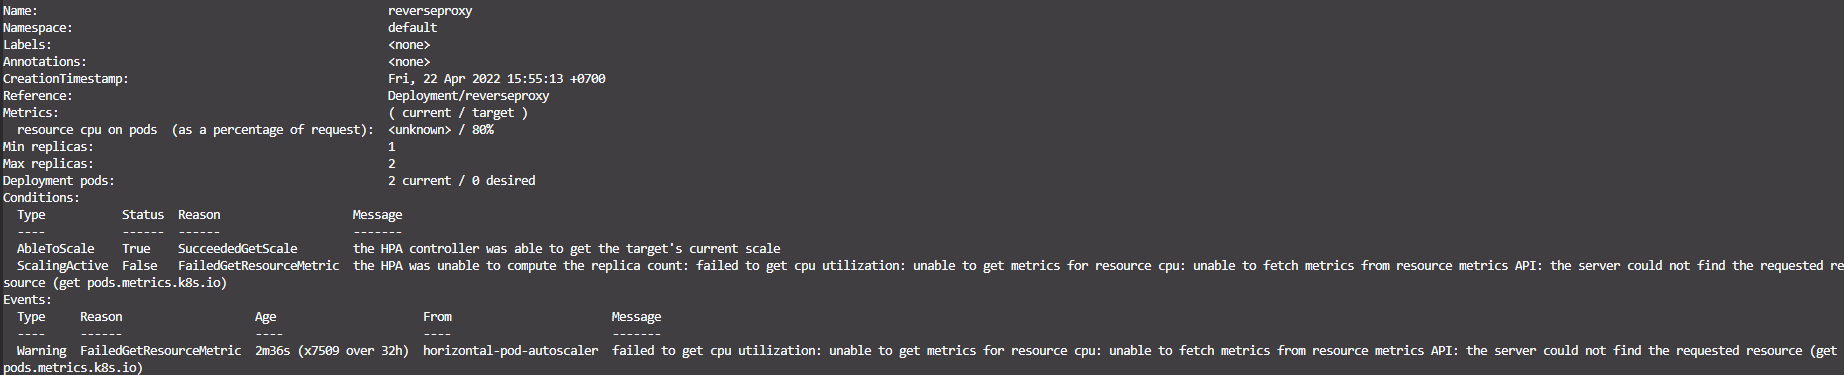 Name:                                                  reverseproxy
Namespace:                                             default
Labels:                                                <none>
Annotations:                                           <none>
CreationTimestamp:                                     Fri, 22 Apr 2022 15:55:13 +0700
Reference:                                             Deployment/reverseproxy
Metrics:                                               ( current / target )
  resource cpu on pods  (as a percentage of request):  <unknown> / 80%
Min replicas:                                          1
Max replicas:                                          2
Deployment pods:                                       2 current / 0 desired
Conditions:
  Type           Status  Reason                   Message
  ----           ------  ------                   -------
  AbleToScale    True    SucceededGetScale        the HPA controller was able to get the target's current scale
  ScalingActive  False   FailedGetResourceMetric  the HPA was unable to compute the replica count: failed to get cpu utilization: unable to get metrics for resource cpu: unable to fetch metrics from resource metrics API: the server could not find the requested re
source (get pods.metrics.k8s.io)
Events:
  Type     Reason                   Age                     From                       Message
  ----     ------                   ----                    ----                       -------
  Warning  FailedGetResourceMetric  2m36s (x7509 over 32h)  horizontal-pod-autoscaler  failed to get cpu utilization: unable to get metrics for resource cpu: unable to fetch metrics from resource metrics API: the server could not find the requested resource (get
pods.metrics.k8s.io)